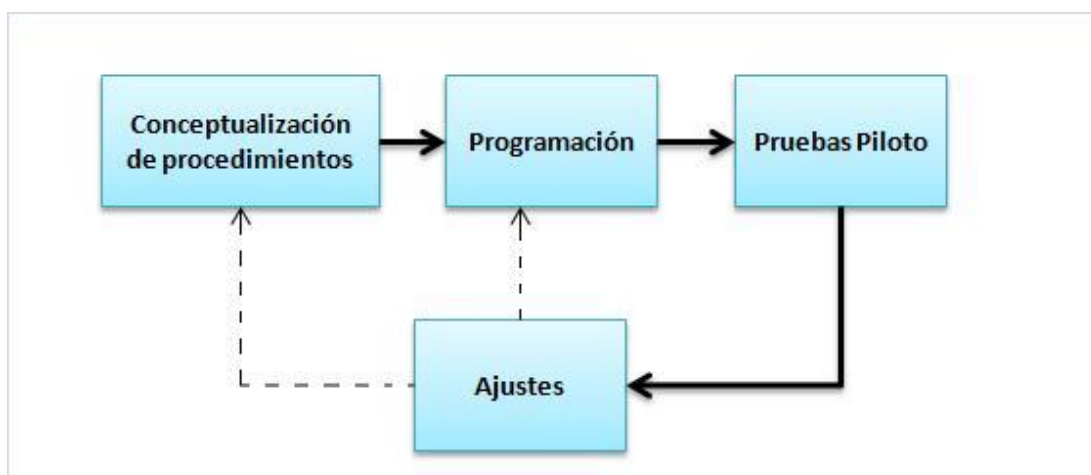 Conceptualización
de procedimientos
Programación
Pruebas Piloto
Ajustes